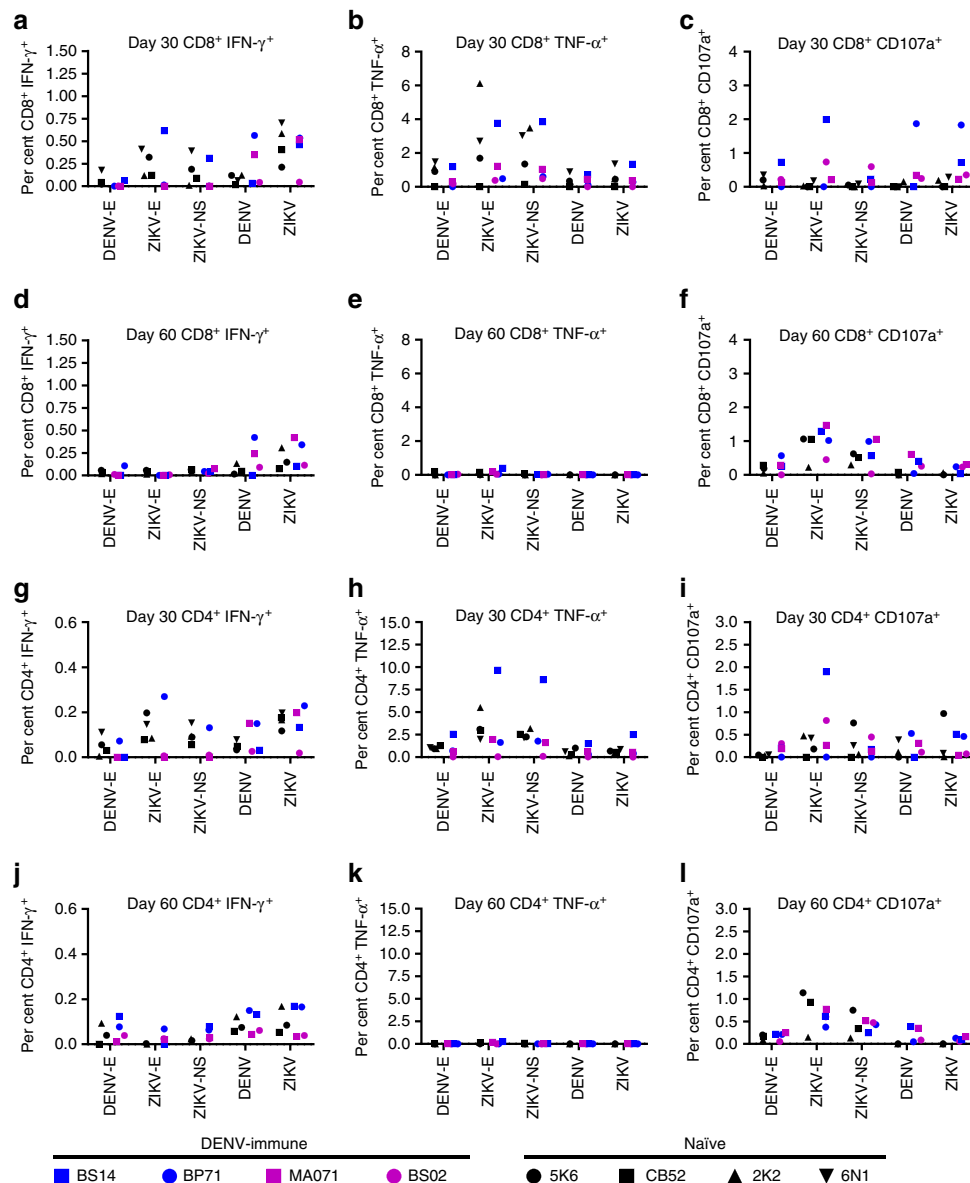 a
Day 30 CD8⁺ IFN-γ⁺
Per cent CD8⁺ IFN-γ⁺
1.50
1.25
1.00
0.75
0.50
0.25
0.00
DENV-E
ZIKV-E
ZIKV-NS
DENV
ZIKV
b
Day 30 CD8⁺ TNF-α⁺
Per cent CD8⁺ TNF-α⁺
8
6
4
2
0
DENV-E
ZIKV-E
ZIKV-NS
DENV
ZIKV
c
Day 30 CD8⁺ CD107a⁺
Per cent CD8⁺ CD107a⁺
4
3
2
1
0
DENV-E
ZIKV-E
ZIKV-NS
DENV
ZIKV
d
Day 60 CD8⁺ IFN-γ⁺
Per cent CD8⁺ IFN-γ⁺
1.50
1.25
1.00
0.75
0.50
0.25
0.00
DENV-E
ZIKV-E
ZIKV-NS
DENV
ZIKV
e
Day 60 CD8⁺ TNF-α⁺
Per cent CD8⁺ TNF-α⁺
8
6
4
2
0
DENV-E
ZIKV-E
ZIKV-NS
DENV
ZIKV
f
Day 60 CD8⁺ CD107a⁺
Per cent CD8⁺ CD107a⁺
4
3
2
1
0
DENV-E
ZIKV-E
ZIKV-NS
DENV
ZIKV
g
Day 30 CD4⁺ IFN-γ⁺
Per cent CD4⁺ IFN-γ⁺
0.6
0.4
0.2
0.0
DENV-E
ZIKV-E
ZIKV-NS
DENV
ZIKV
h
Day 30 CD4⁺ TNF-α⁺
Per cent CD4⁺ TNF-α⁺
15.0
12.5
10.0
7.5
5.0
2.5
0.0
DENV-E
ZIKV-E
ZIKV-NS
DENV
ZIKV
i
Day 30 CD4⁺ CD107a⁺
Per cent CD4⁺ CD107a⁺
3.0
2.5
2.0
1.5
1.0
0.5
0.0
DENV-E
ZIKV-E
ZIKV-NS
DENV
ZIKV
j
Day 60 CD4⁺ IFN-γ⁺
Per cent CD4⁺ IFN-γ⁺
0.6
0.4
0.2
0.0
DENV-E
ZIKV-E
ZIKV-NS
DENV
ZIKV
k
Day 60 CD4⁺ TNF-α⁺
Per cent CD4⁺ TNF-α⁺
15.0
12.5
10.0
7.5
5.0
2.5
0.0
DENV-E
ZIKV-E
ZIKV-NS
DENV
ZIKV
l
Day 60 CD4⁺ CD107a⁺
Per cent CD4⁺ CD107a⁺
3.0
2.5
2.0
1.5
1.0
0.5
0.0
DENV-E
ZIKV-E
ZIKV-NS
DENV
ZIKV
DENV-immune
BS14 BP71 MA071 BS02
Naïve
5K6 CB52 2K2 6N1